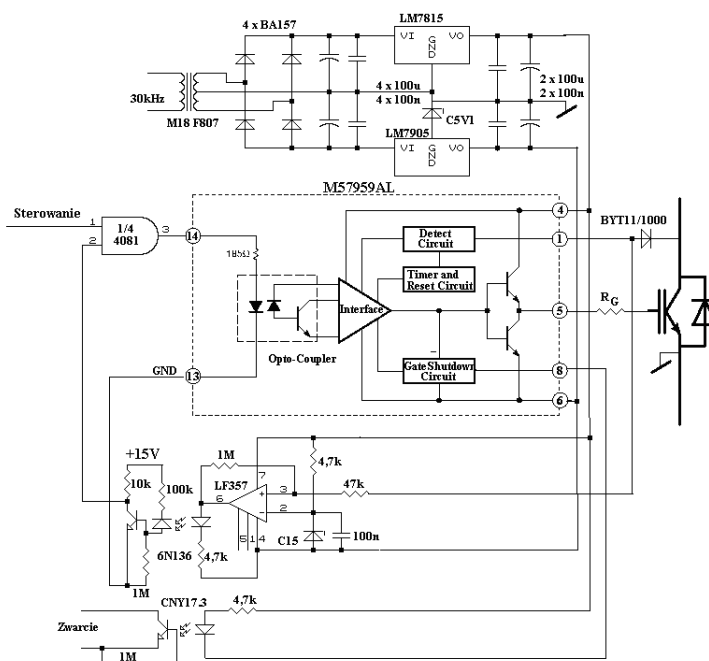 4 x BA157
LM7815
VI
GND
VO
30kHz
M18 F807
4 x 100u
4 x 100n
2 x 100u
2 x 100n
C5V1
LM7905
VI
GND
VO
M57959AL
Sterowanie
1
2
1/4
4081
3
14
185Ω
Detect
Circuit
Timer and
Reset Circuit
Interface
Opto-Coupler
Gate Shutdown
Circuit
4
1
5
8
6
BYT11/1000
RG
GND
13
+15V
10k
100k
6N136
1M
1M
LF357
7
6
3
2
+
−
5
1
4
4,7k
4,7k
47k
C15
100n
CNY17.3
4,7k
Zwarcie
1M